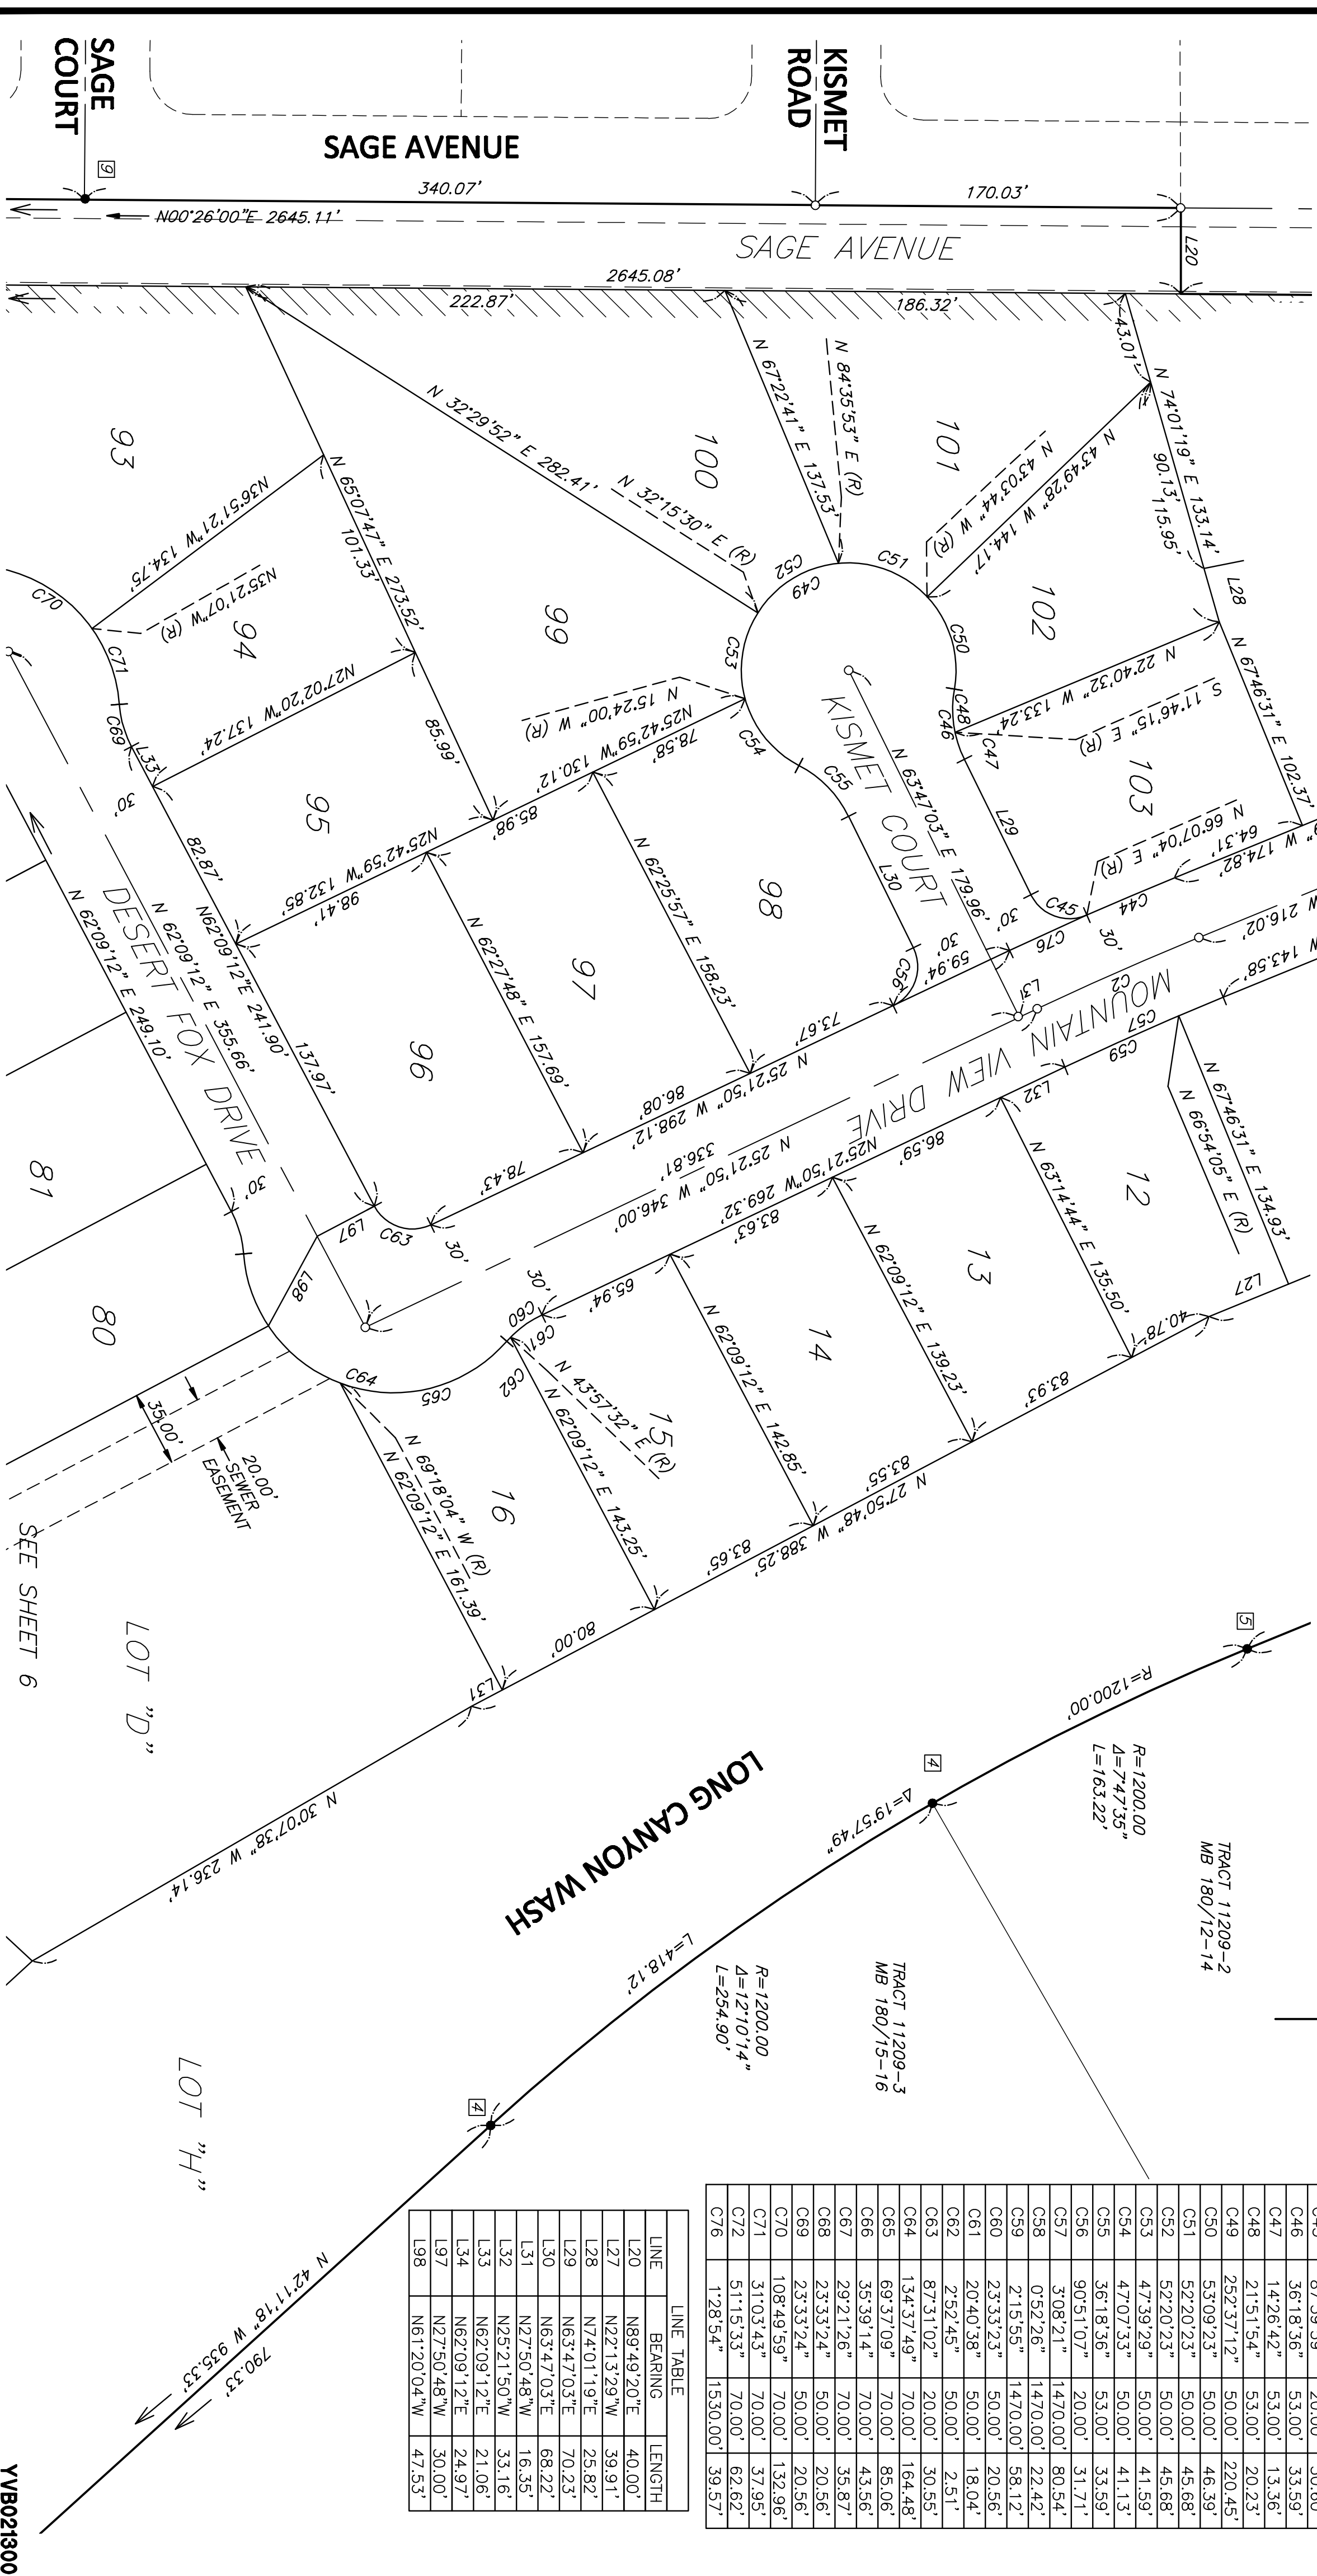 SAGE
COURT
KISMET
ROAD
SAGE AVENUE
9
340.07'
170.03'
N00°26'00"E 2645.11'
SAGE AVENUE
L20
2645.08'
222.87'
186.32'
43.01'
N 74°01'19" E 133.14'
90.13'
115.95'
L28
N 67°46'31" E 102.37'
N 67°22'41" E 137.53'
N 84°35'53" E (R)
101
N 43°49'28" W 144.17'
N 43°03'44" W (R)
93
100
N 32°29'52" E 282.41'
N 32°15'30" E (R)
N 65°07'47" E 273.52'
101.33'
85.99'
N36°51'21"W 134.75'
N35°21'07"W (R)
C70
C71
94
N27°02'20"W 137.24'
99
C52
C49
C51
C53
C50
102
N 22°40'32" W 133.24'
C48
C46
C47
S 11°46'15" E (R)
N 15°24'00" W (R)
N25°42'59"W 130.12'
78.58'
85.98'
C54
C55
KISMET COURT
N 63°47'03" E 179.96'
L29
103
N 66°07'04" E (R)
64.31'
W 174.82'
C69
L33
30'
95
82.87'
N62°09'12"E 241.90'
137.97'
N25°42'59"W 132.85'
98.41'
N 62°25'57" E 158.23'
98
L30
C56
30'
59.94'
30'
C45
C44
C76
30'
L31
C2
W 216.02'
W 143.58'
DESERT FOX DRIVE
N 62°09'12" E 355.66'
N 62°09'12" E 249.10'
96
N 62°27'48" E 157.69'
97
73.67'
86.08'
N 25°21'50" W 298.12'
78.43'
MOUNTAIN VIEW DRIVE
C57
C59
L32
336.81'
N 25°21'50" W 346.00'
N25°21'50"W 269.32'
86.59'
83.63'
65.94'
N 67°46'31" E 134.93'
N 66°54'05" E (R)
12
N 63°14'44" E 135.50'
L27
40.78'
81
30'
L97
C63
30'
30'
C60
C61
C62
L98
N 62°09'12" E 139.23'
13
83.93'
14
N 62°09'12" E 142.85'
N 43°57'32" E (R)
15
N 62°09'12" E 143.25'
83.55'
N 27°50'48" W 388.25'
83.65'
80
C64
C65
35.00'
20.00'
SEWER
EASEMENT
N 69°18'04" W (R)
N 62°09'12" E 161.39'
16
80.00'
L31
SEE SHEET 6
LOT "D"
N 30°07'38" W 236.14'
LONG CANYON WASH
5
R=1200.00'
R=1200.00
Δ=7°47'35"
L=163.22'
4
Δ=19°57'49"
TRACT 11209-2
MB 180/12-14
L=418.12'
R=1200.00
Δ=12°10'14"
L=254.90'
TRACT 11209-3
MB 180/15-16
4
LOT "H"
N 42°11'18" W 935.33'
790.33'
C46 36°18'36" 53.00' 33.59'
C47 14°26'42" 53.00' 13.36'
C48 21°51'54" 53.00' 20.23'
C49 252°37'12" 50.00' 220.45'
C50 53°09'23" 50.00' 46.39'
C51 52°20'23" 50.00' 45.68'
C52 52°20'23" 50.00' 45.68'
C53 47°39'29" 50.00' 41.59'
C54 47°07'33" 50.00' 41.13'
C55 36°18'36" 53.00' 33.59'
C56 90°51'07" 20.00' 31.71'
C57 3°08'21" 1470.00' 80.54'
C58 0°52'26" 1470.00' 22.42'
C59 2°15'55" 1470.00' 58.12'
C60 23°33'23" 50.00' 20.56'
C61 20°40'38" 50.00' 18.04'
C62 2°52'45" 50.00' 2.51'
C63 87°31'02" 20.00' 30.55'
C64 134°37'49" 70.00' 164.48'
C65 69°37'09" 70.00' 85.06'
C66 35°39'14" 70.00' 43.56'
C67 29°21'26" 70.00' 35.87'
C68 23°33'24" 50.00' 20.56'
C69 23°33'24" 50.00' 20.56'
C70 108°49'59" 70.00' 132.96'
C71 31°03'43" 70.00' 37.95'
C72 51°15'33" 70.00' 62.62'
C76 1°28'54" 1530.00' 39.57'
LINE TABLE
LINE BEARING LENGTH
L20 N89°49'20"E 40.00'
L27 N22°13'29"W 39.91'
L28 N74°01'19"E 25.82'
L29 N63°47'03"E 70.23'
L30 N63°47'03"E 68.22'
L31 N27°50'48"W 16.35'
L32 N25°21'50"W 33.16'
L33 N62°09'12"E 21.06'
L34 N62°09'12"E 24.97'
L97 N27°50'48"W 30.00'
L98 N61°20'04"W 47.53'
YVB021300